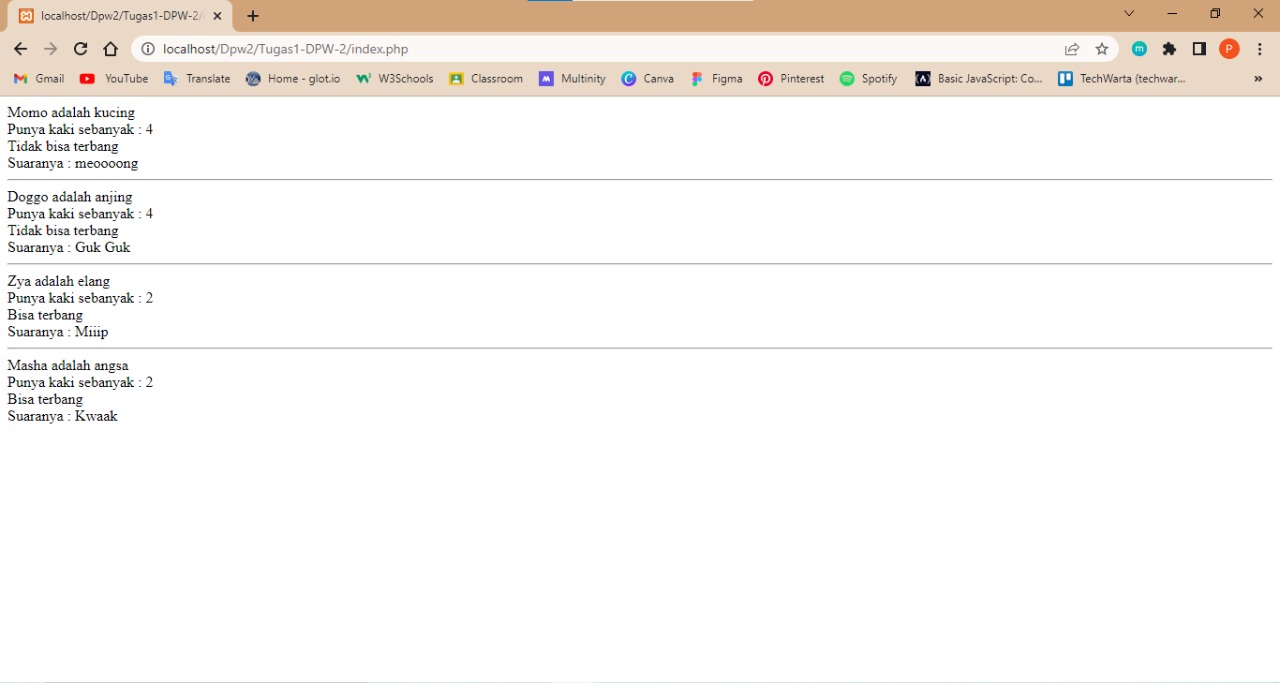 localhost/Dpw2/Tugas1-DPW-2/
localhost/Dpw2/Tugas1-DPW-2/index.php
m
P
Gmail YouTube Translate Home - glot.io W3Schools Classroom Multinity Canva Figma Pinterest Spotify Basic JavaScript: Co... TechWarta (techwar...
Momo adalah kucing
Punya kaki sebanyak : 4
Tidak bisa terbang
Suaranya : meoooong
Doggo adalah anjing
Punya kaki sebanyak : 4
Tidak bisa terbang
Suaranya : Guk Guk
Zya adalah elang
Punya kaki sebanyak : 2
Bisa terbang
Suaranya : Miiip
Masha adalah angsa
Punya kaki sebanyak : 2
Bisa terbang
Suaranya : Kwaak